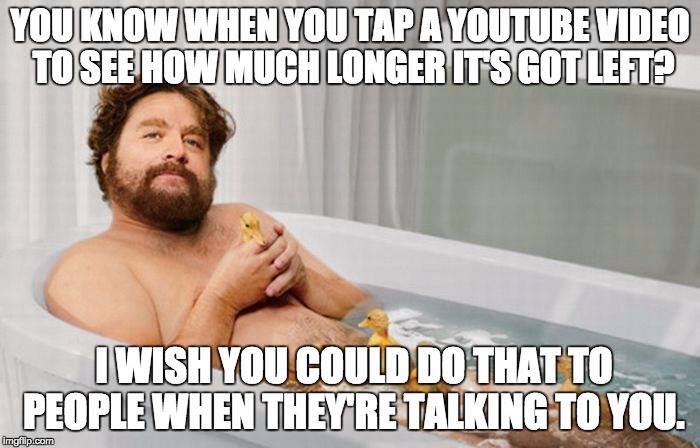 YOU KNOW WHEN YOU TAP A YOUTUBE VIDEO
TO SEE HOW MUCH LONGER IT'S GOT LEFT?
I WISH YOU COULD DO THAT TO
PEOPLE WHEN THEY'RE TALKING TO YOU.
imgflip.com